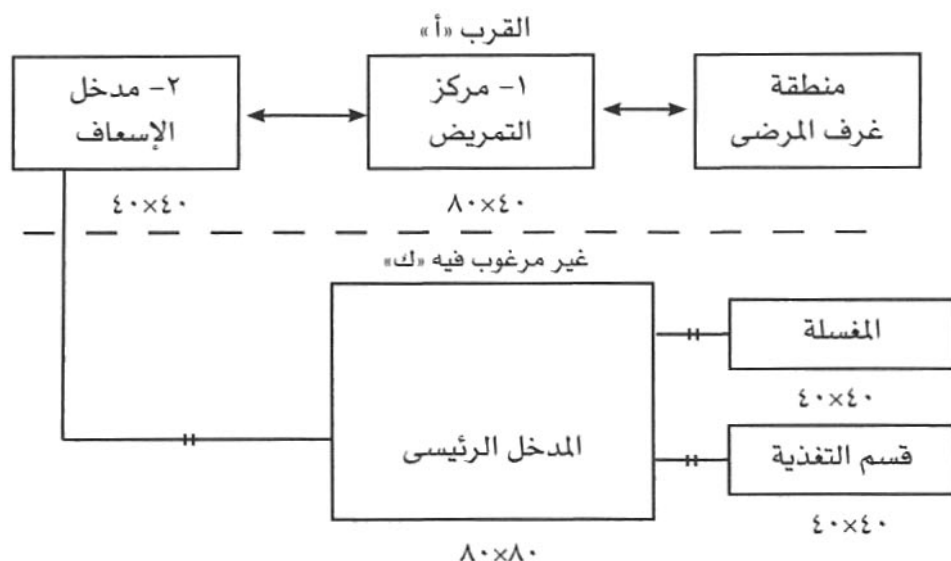 القرب «أ»
منطقة
غرف المرضى
١- مركز
التمريض
٢- مدخل
الإسعاف
٨٠×٤٠
٤٠×٤٠
غير مرغوب فيه «ك»
المغسلة
٤٠×٤٠
المدخل الرئيسى
قسم التغذية
٤٠×٤٠
٨٠×٨٠